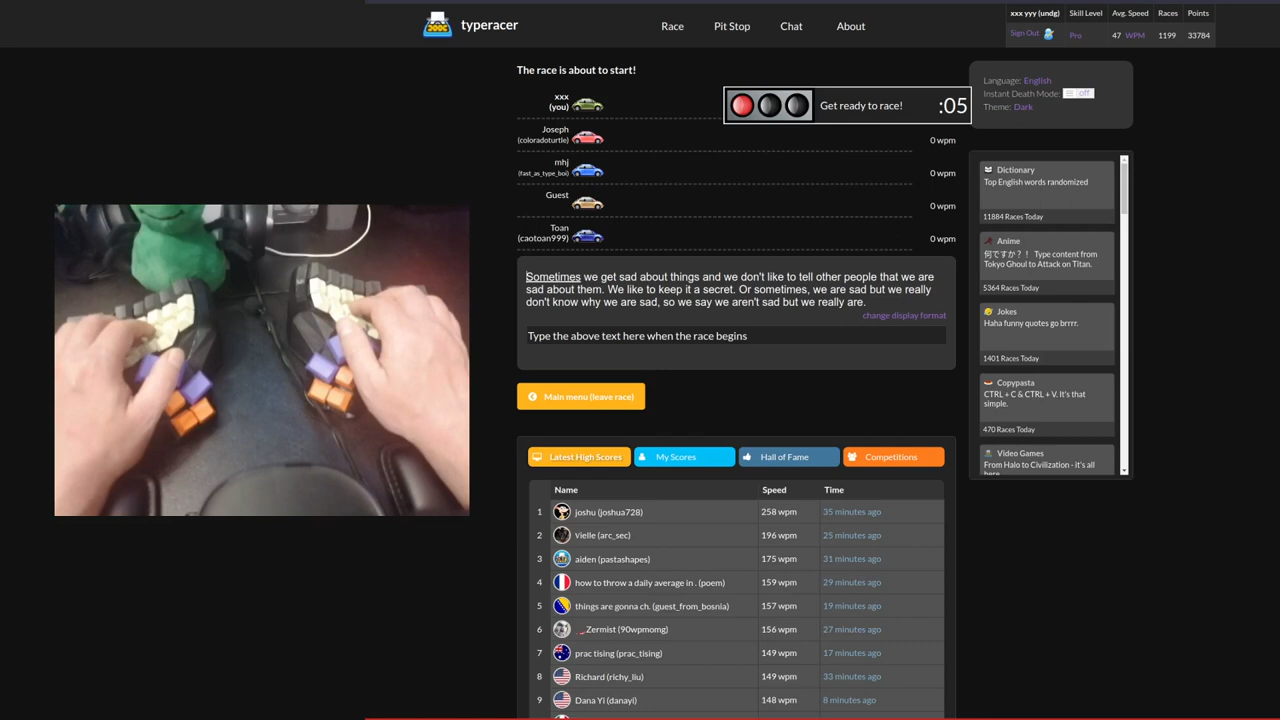 typeracer
Race
Pit Stop
Chat
About
xxx yyy (undg)
Skill Level
Avg. Speed
Races
Points
Sign Out
Pro
47 WPM
1199
33784
The race is about to start!
xxx
(you)
Get ready to race!
:05
Joseph
(coloradoturtle)
0 wpm
mhj
(fast_as_type_boi)
0 wpm
Guest
0 wpm
Toan
(caotoan999)
0 wpm
Sometimes we get sad about things and we don't like to tell other people that we are
sad about them. We like to keep it a secret. Or sometimes, we are sad but we really
don't know why we are sad, so we say we aren't sad but we really are.
change display format
Type the above text here when the race begins
Main menu (leave race)
Latest High Scores
My Scores
Hall of Fame
Competitions
Name
Speed
Time
1 joshu (joshua728) 258 wpm 35 minutes ago
2 Vielle (arc_sec) 196 wpm 25 minutes ago
3 aiden (pastashapes) 175 wpm 31 minutes ago
4 how to throw a daily average in . (poem) 159 wpm 29 minutes ago
5 things are gonna ch. (guest_from_bosnia) 157 wpm 19 minutes ago
6 Zermist (90wpmomg) 156 wpm 27 minutes ago
7 prac tising (prac_tising) 149 wpm 17 minutes ago
8 Richard (richy_liu) 149 wpm 33 minutes ago
9 Dana Yi (danayi) 148 wpm 8 minutes ago
Language: English
Instant Death Mode: off
Theme: Dark
Dictionary
Top English words randomized
11884 Races Today
Anime
何ですか？！ Type content from
Tokyo Ghoul to Attack on Titan.
5364 Races Today
Jokes
Haha funny quotes go brrrr.
1401 Races Today
Copypasta
CTRL + C & CTRL + V. It's that
simple.
470 Races Today
Video Games
From Halo to Civilization - it's all
here